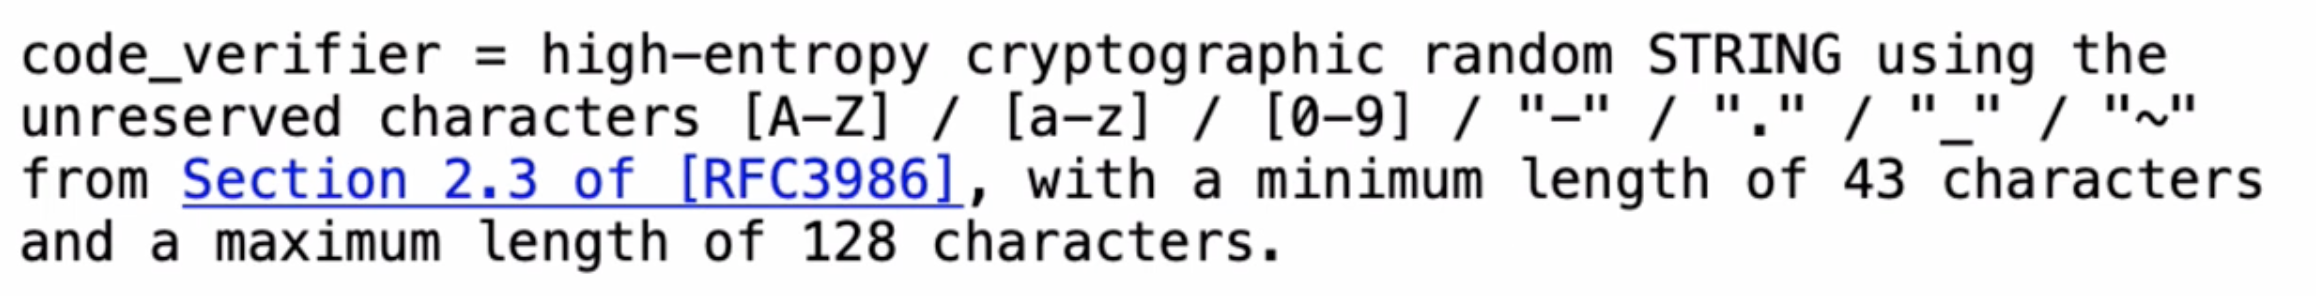 code_verifier = high-entropy cryptographic random STRING using the
unreserved characters [A-Z] / [a-z] / [0-9] / "-" / "." / "_" / "~"
from Section 2.3 of [RFC3986], with a minimum length of 43 characters
and a maximum length of 128 characters.